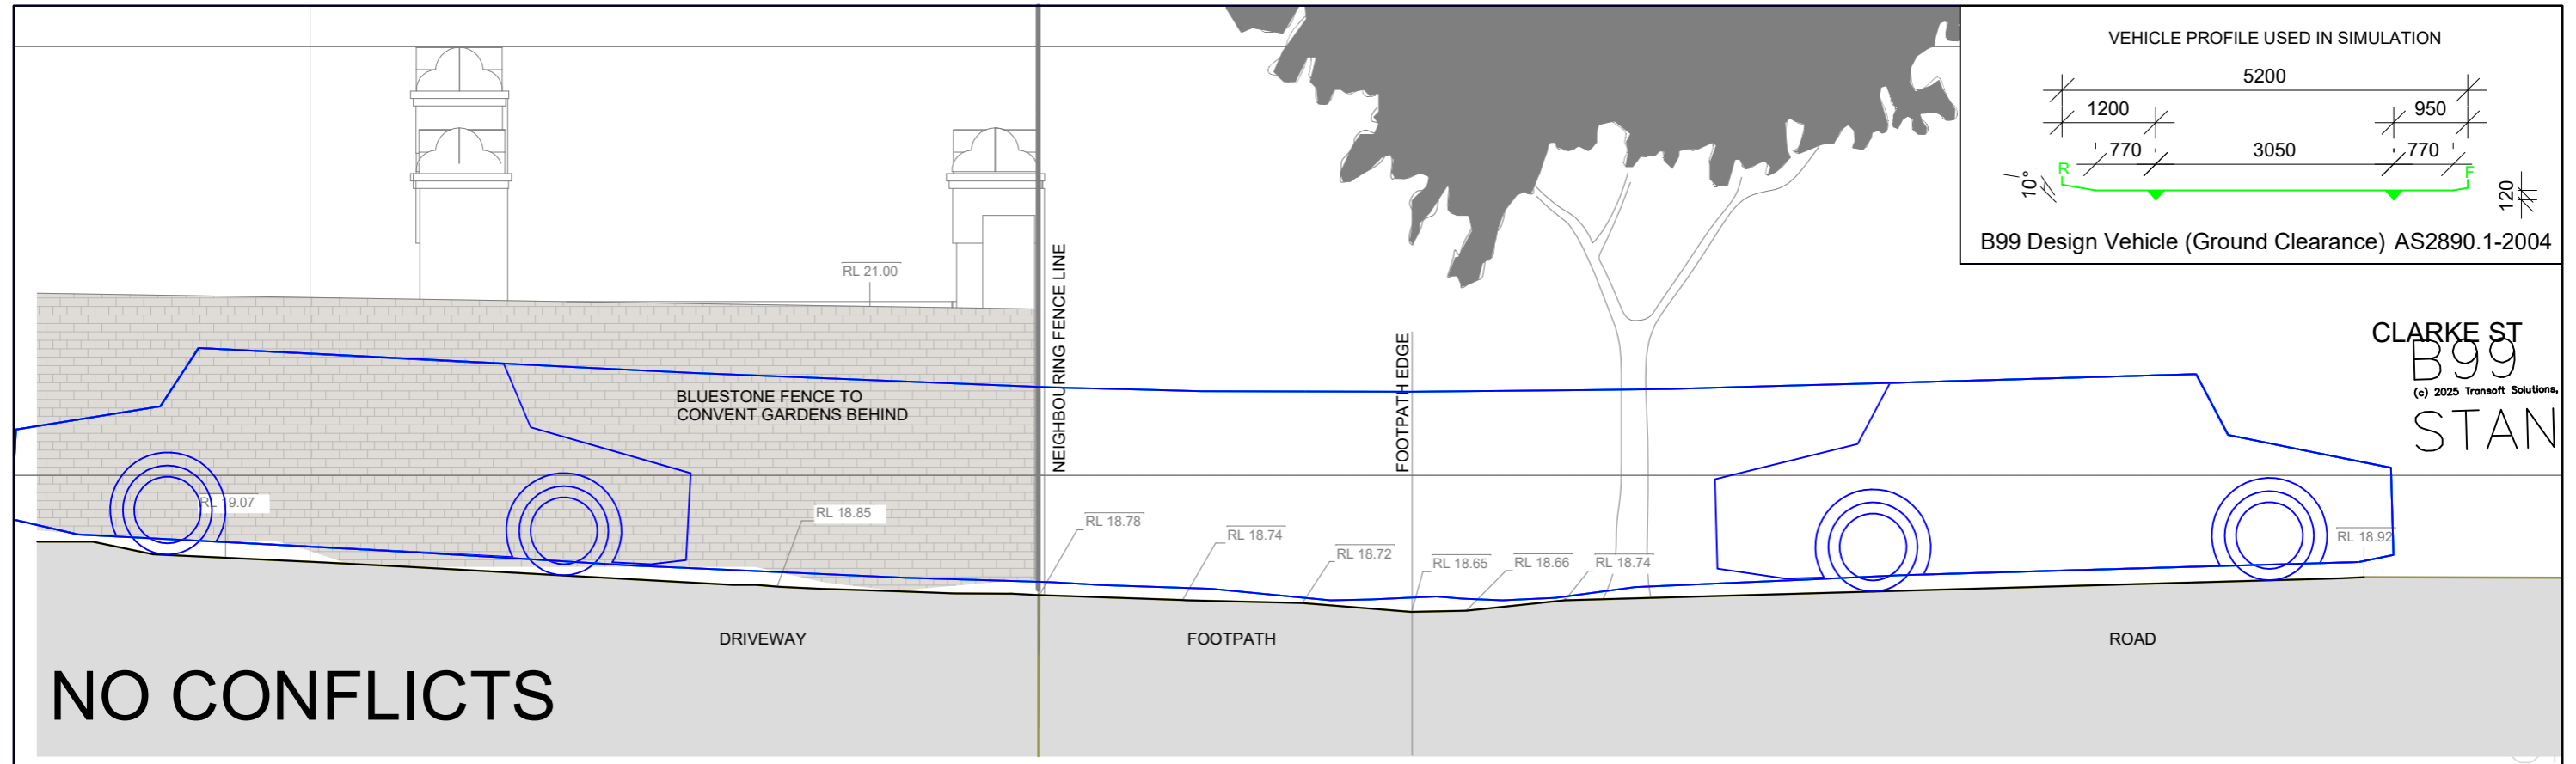 VEHICLE PROFILE USED IN SIMULATION
5200
1200
950
770
3050
770
R
F
10°
120
B99 Design Vehicle (Ground Clearance) AS2890.1-2004
RL 21.00
NEIGHBOURING FENCE LINE
FOOTPATH EDGE
CLARKE ST
B99
(c) 2025 Transoft Solutions,
STAN
BLUESTONE FENCE TO
CONVENT GARDENS BEHIND
RL 19.07
RL 18.85
RL 18.78
RL 18.74
RL 18.72
RL 18.65
RL 18.66
RL 18.74
RL 18.92
DRIVEWAY
FOOTPATH
ROAD
NO CONFLICTS